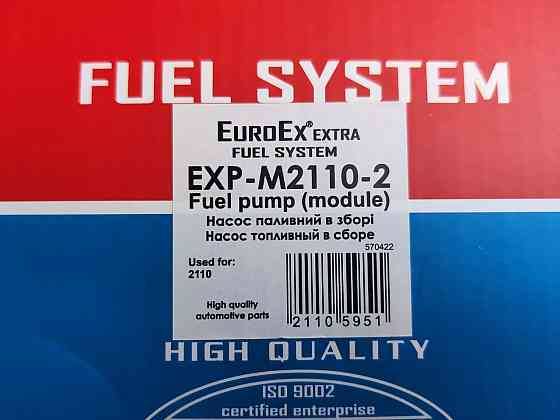 FUEL SYSTEM
EUROEX® EXTRA
FUEL SYSTEM
EXP-M2110-2
Fuel pump (module)
Насос паливний в зборі
Насос топливный в сборе
570422
Used for:
2110
High quality
automotive parts
2110 5951
HIGH QUALITY
ISO 9002
certified enterprise